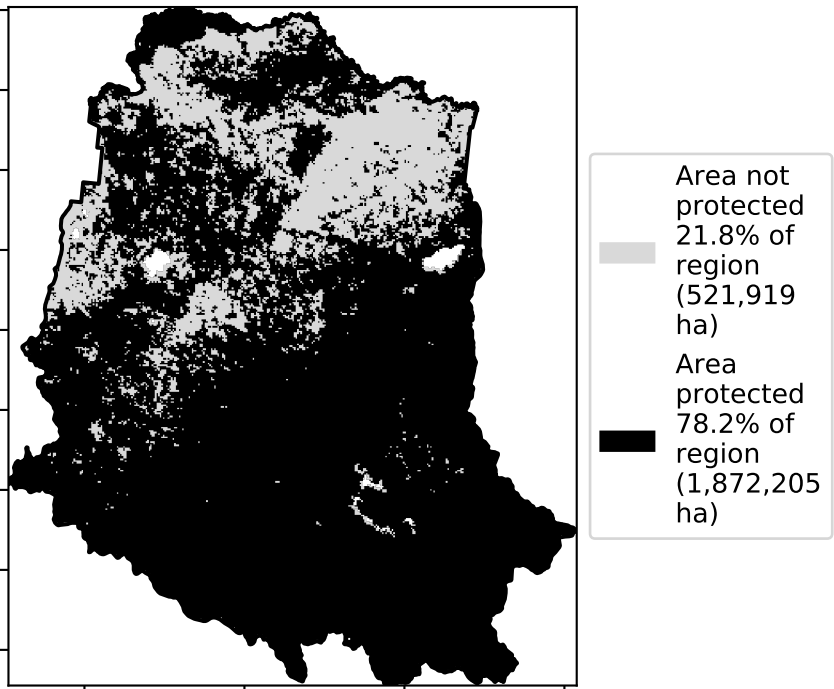 Area not
protected
21.8% of
region
(521,919
ha)
Area
protected
78.2% of
region
(1,872,205
ha)